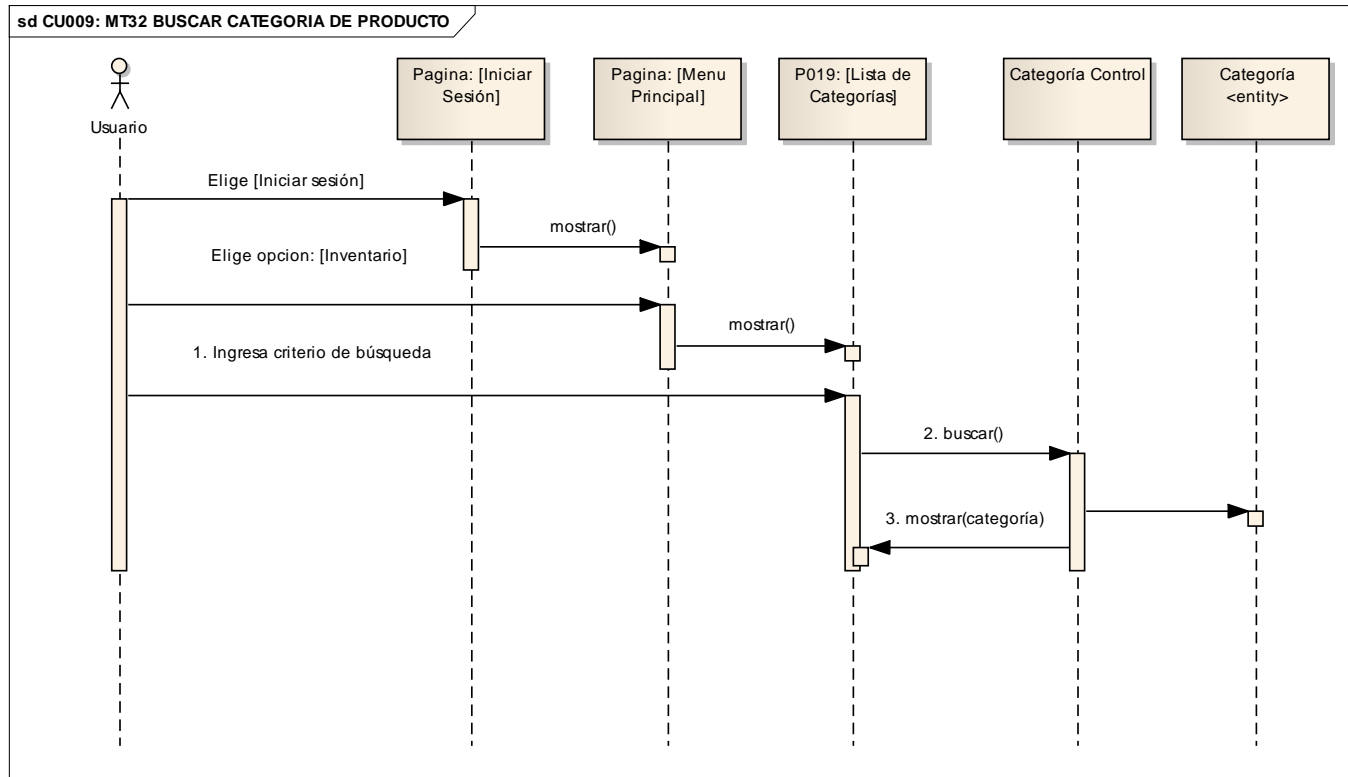 sd CU009: MT32 BUSCAR CATEGORIA DE PRODUCTO
Usuario
Pagina: [Iniciar
Sesión]
Pagina: [Menu
Principal]
P019: [Lista de
Categorías]
Categoría Control
Categoría
<entity>
Elige [Iniciar sesión]
mostrar()
Elige opcion: [Inventario]
mostrar()
1. Ingresa criterio de búsqueda
2. buscar()
3. mostrar(categoría)